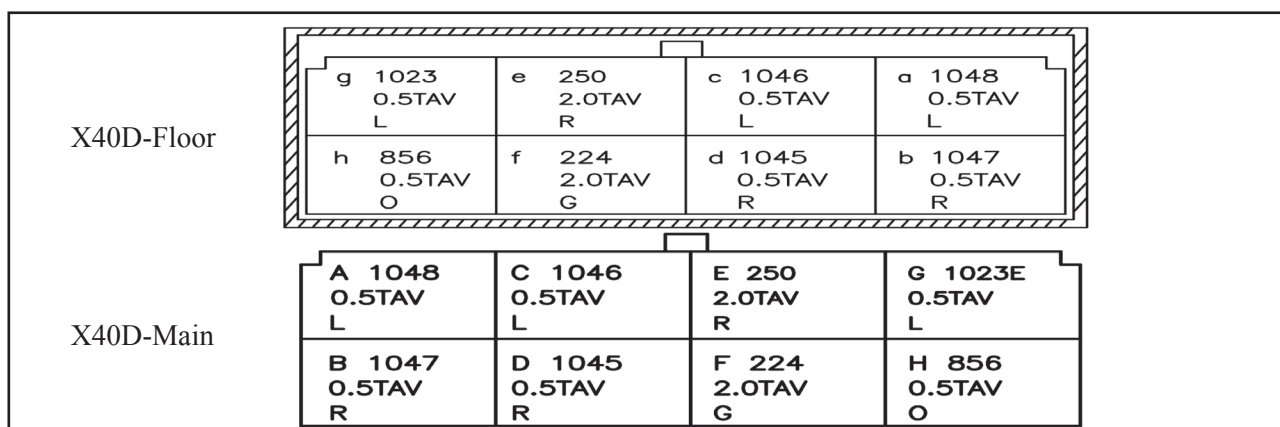 X40D-Floor
g 1023
0.5TAV
L
e 250
2.0TAV
R
c 1046
0.5TAV
L
a 1048
0.5TAV
L
h 856
0.5TAV
O
f 224
2.0TAV
G
d 1045
0.5TAV
R
b 1047
0.5TAV
R
X40D-Main
A 1048
0.5TAV
L
C 1046
0.5TAV
L
E 250
2.0TAV
R
G 1023E
0.5TAV
L
B 1047
0.5TAV
R
D 1045
0.5TAV
R
F 224
2.0TAV
G
H 856
0.5TAV
O